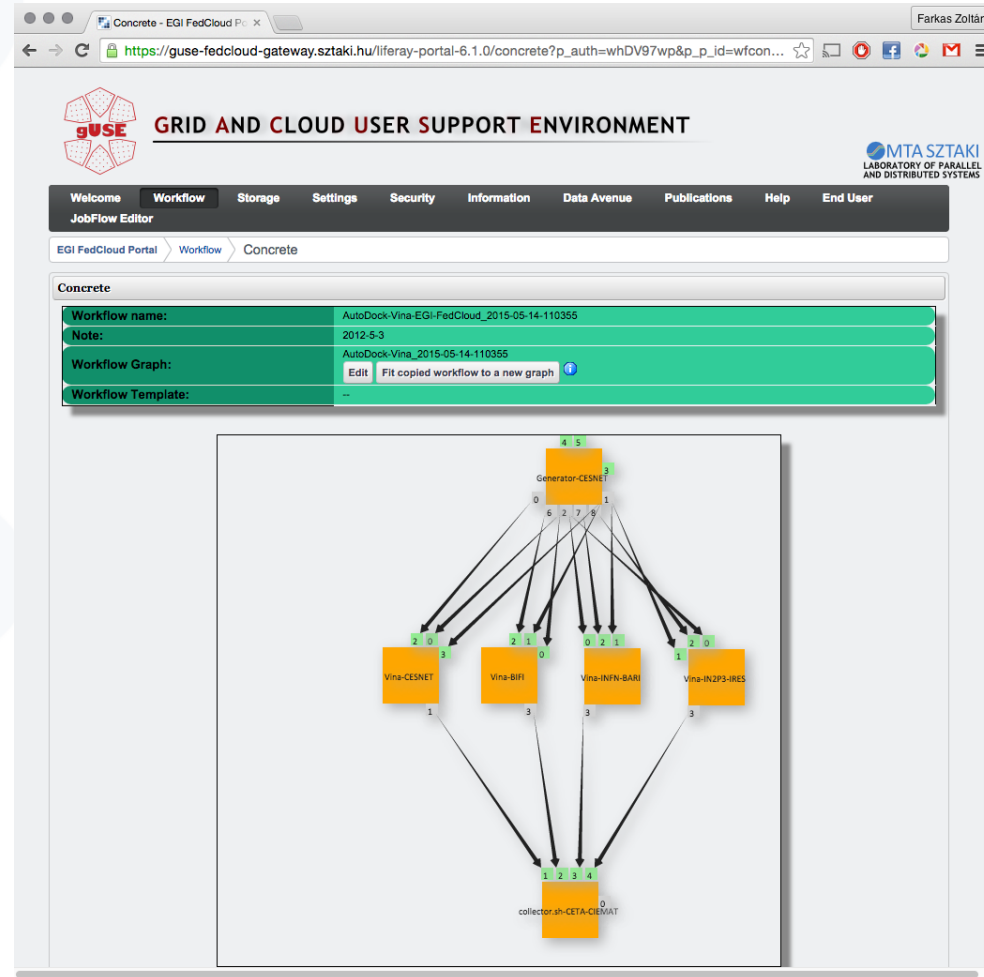 Concrete - EGI FedCloud Po
Farkas Zoltán
https://guse-fedcloud-gateway.sztaki.hu/liferay-portal-6.1.0/concrete?p_auth=whDV97wp&p_p_id=wfcon...
gUSE
GRID AND CLOUD USER SUPPORT ENVIRONMENT
MTA SZTAKI
LABORATORY OF PARALLEL
AND DISTRIBUTED SYSTEMS
Welcome Workflow Storage Settings Security Information Data Avenue Publications Help End User
JobFlow Editor
EGI FedCloud Portal Workflow Concrete
Concrete
Workflow name: AutoDock-Vina-EGI-FedCloud_2015-05-14-110355
Note: 2012-5-3
Workflow Graph: AutoDock-Vina_2015-05-14-110355
Edit Fit copied workflow to a new graph i
Workflow Template: --
4 5
3
Generator-CESNET
0 1
6 2 7 8
2 0 2 1 0 2 1 2 0
3 0 1
Vina-CESNET Vina-BIFI Vina-INFN-BARI Vina-IN2P3-IRES
1 3 3 3
1 2 3 4
0
collector.sh-CETA-CIEMAT